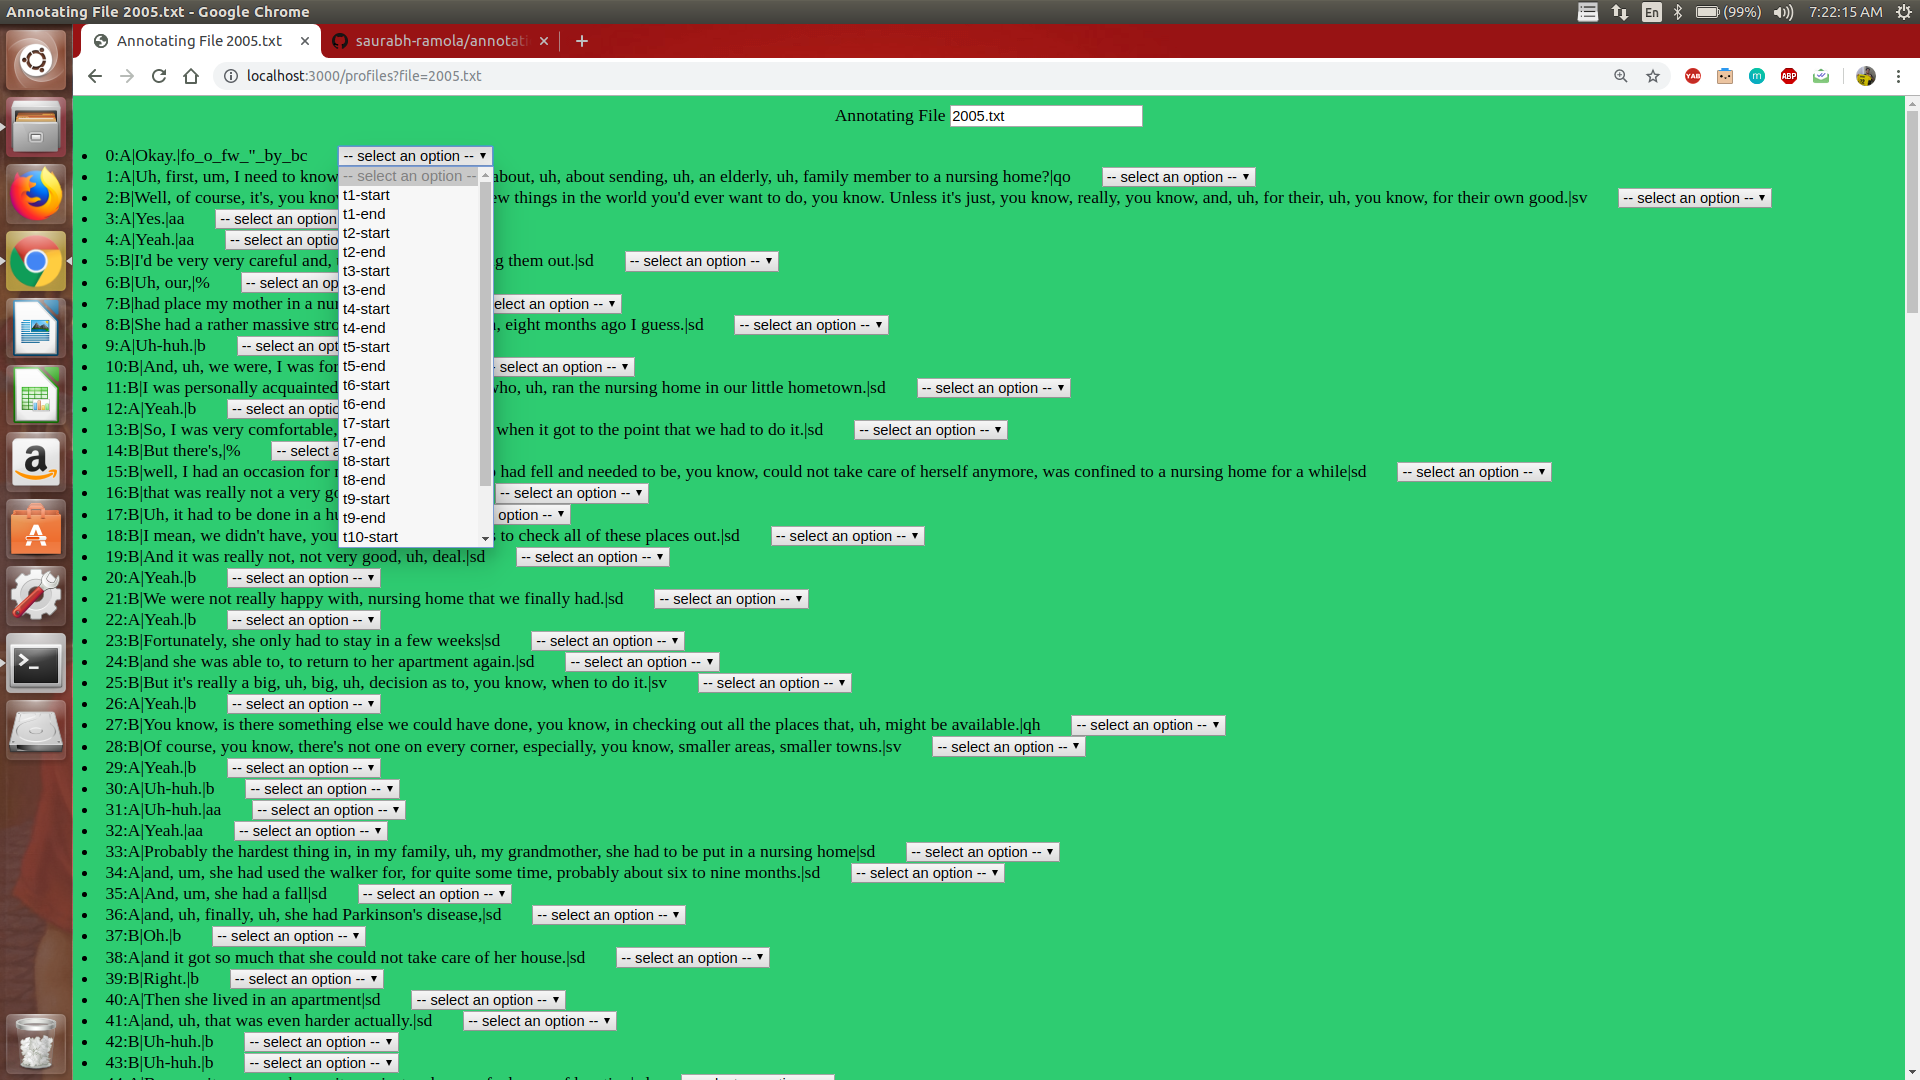 Annotating File 2005.txt - Google Chrome
En (99%) 7:22:15 AM
Annotating File 2005.txt
saurabh-ramola/annotati
localhost:3000/profiles?file=2005.txt
YAB m ABP
Annotating File 2005.txt
0:A|Okay.|fo_o_fw_"_by_bc -- select an option --
-- select an option --
t1-start
t1-end
t2-start
t2-end
t3-start
t3-end
t4-start
t4-end
t5-start
t5-end
t6-start
t6-end
t7-start
t7-end
t8-start
t8-end
t9-start
t9-end
t10-start
1:A|Uh, first, um, I need to know about, uh, about sending, uh, an elderly, uh, family member to a nursing home?|qo -- select an option --
2:B|Well, of course, it's, you know things in the world you'd ever want to do, you know. Unless it's just, you know, really, you know, and, uh, for their, uh, you know, for their own good.|sv -- select an option --
3:A|Yes.|aa -- select an option
4:A|Yeah.|aa -- select an optio
5:B|I'd be very very careful and, g them out.|sd -- select an option --
6:B|Uh, our,|% -- select an op
7:B|had place my mother in a nur elect an option --
8:B|She had a rather massive stro , eight months ago I guess.|sd -- select an option --
9:A|Uh-huh.|b -- select an opt
10:B|And, uh, we were, I was for select an option --
11:B|I was personally acquainted who, uh, ran the nursing home in our little hometown.|sd -- select an option --
12:A|Yeah.|b -- select an optio
13:B|So, I was very comfortable, when it got to the point that we had to do it.|sd -- select an option --
14:B|But there's,|% -- select a
15:B|well, I had an occasion for had fell and needed to be, you know, could not take care of herself anymore, was confined to a nursing home for a while|sd -- select an option --
16:B|that was really not a very go -- select an option --
17:B|Uh, it had to be done in a hu option --
18:B|I mean, we didn't have, you s to check all of these places out.|sd -- select an option --
19:B|And it was really not, not very good, uh, deal.|sd -- select an option --
20:A|Yeah.|b -- select an option --
21:B|We were not really happy with, nursing home that we finally had.|sd -- select an option --
22:A|Yeah.|b -- select an option --
23:B|Fortunately, she only had to stay in a few weeks|sd -- select an option --
24:B|and she was able to, to return to her apartment again.|sd -- select an option --
25:B|But it's really a big, uh, big, uh, decision as to, you know, when to do it.|sv -- select an option --
26:A|Yeah.|b -- select an option --
27:B|You know, is there something else we could have done, you know, in checking out all the places that, uh, might be available.|qh -- select an option --
28:B|Of course, you know, there's not one on every corner, especially, you know, smaller areas, smaller towns.|sv -- select an option --
29:A|Yeah.|b -- select an option --
30:A|Uh-huh.|b -- select an option --
31:A|Uh-huh.|aa -- select an option --
32:A|Yeah.|aa -- select an option --
33:A|Probably the hardest thing in, in my family, uh, my grandmother, she had to be put in a nursing home|sd -- select an option --
34:A|and, um, she had used the walker for, for quite some time, probably about six to nine months.|sd -- select an option --
35:A|And, um, she had a fall|sd -- select an option --
36:A|and, uh, finally, uh, she had Parkinson's disease,|sd -- select an option --
37:B|Oh.|b -- select an option --
38:A|and it got so much that she could not take care of her house.|sd -- select an option --
39:B|Right.|b -- select an option --
40:A|Then she lived in an apartment|sd -- select an option --
41:A|and, uh, that was even harder actually.|sd -- select an option --
42:B|Uh-huh.|b -- select an option --
43:B|Uh-huh.|b -- select an option --